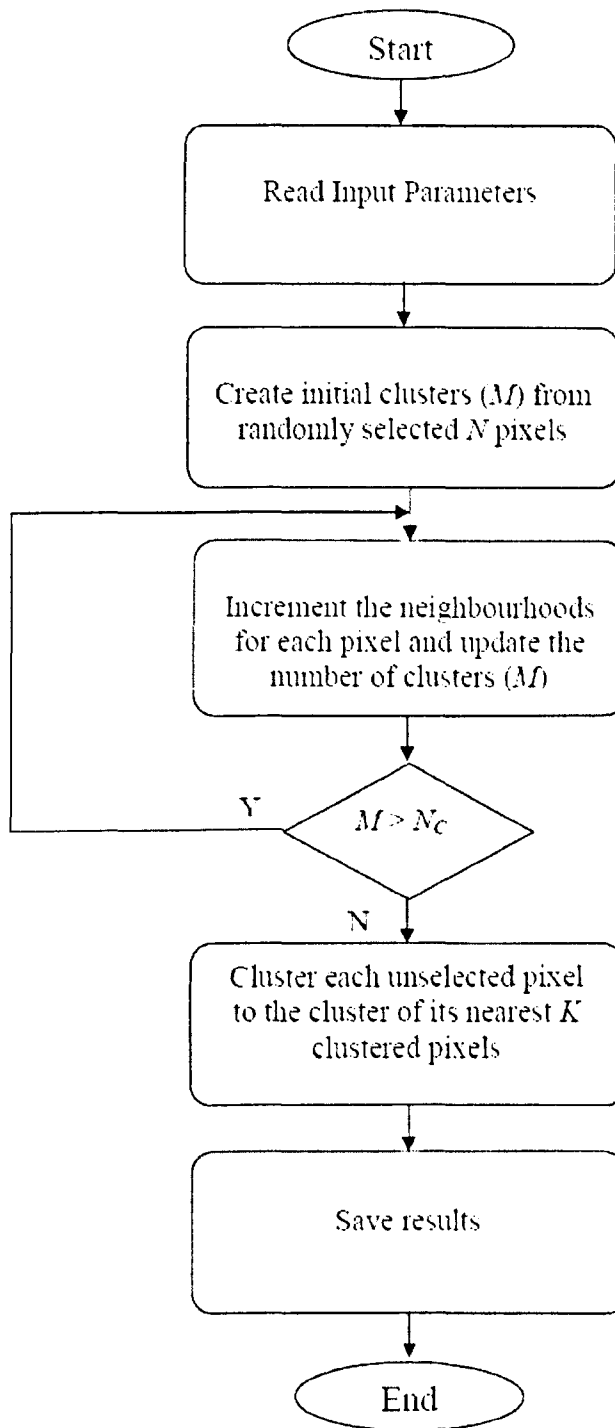 Start
Read Input Parameters
Create initial clusters (M) from
randomly selected N pixels
Increment the neighbourhoods
for each pixel and update the
number of clusters (M)
Y
M > N_C
N
Cluster each unselected pixel
to the cluster of its nearest K
clustered pixels
Save results
End